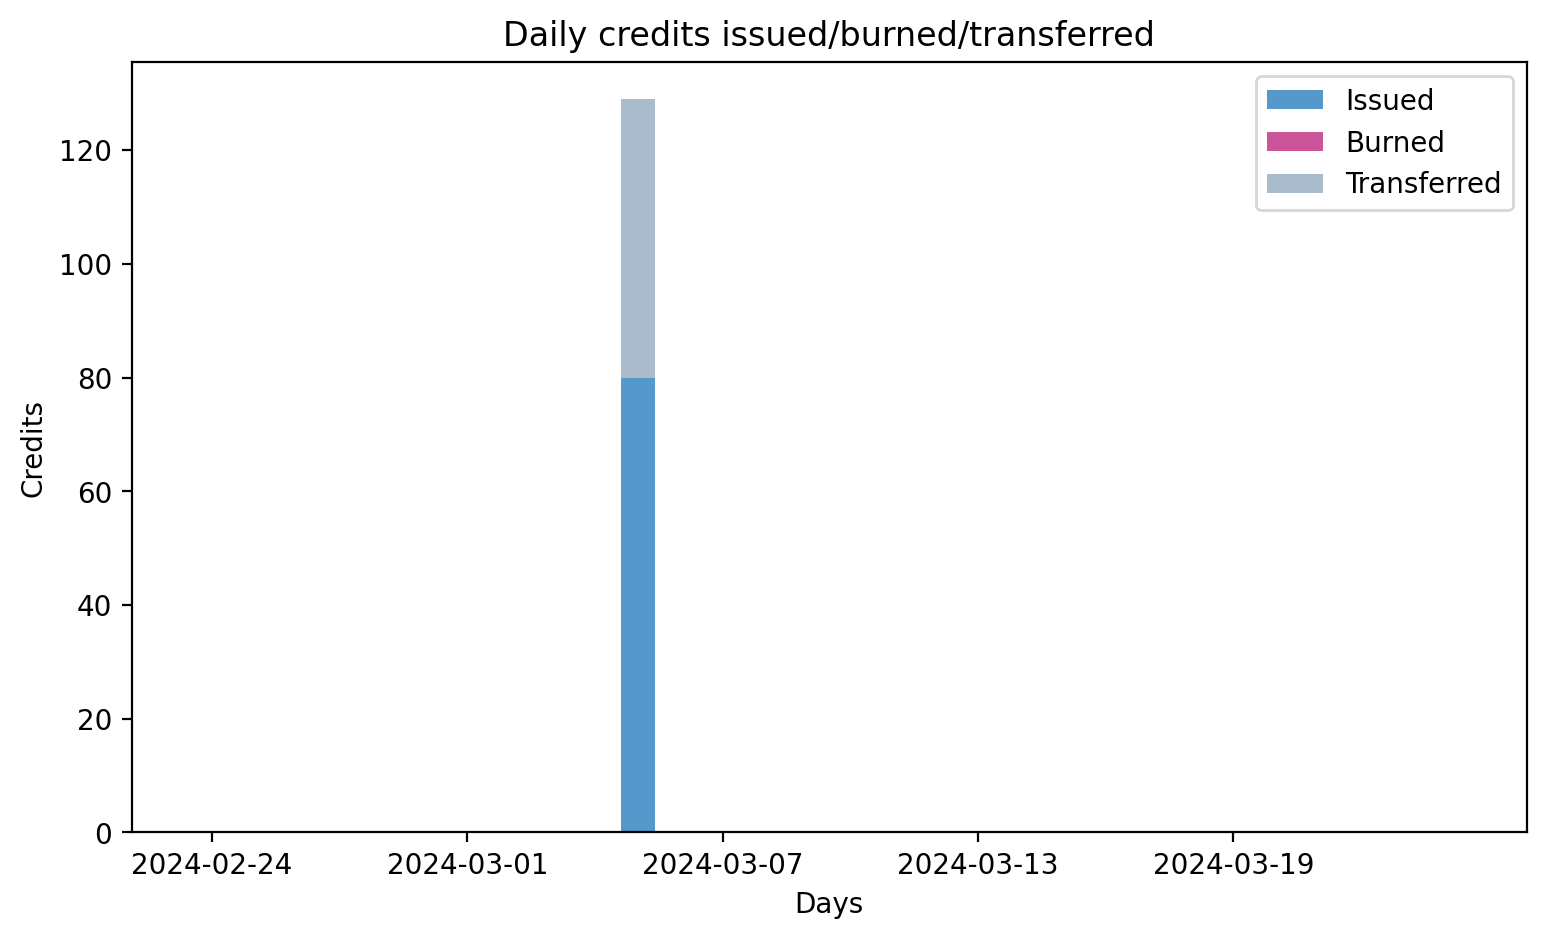 Daily credits issued/burned/transferred
Issued
Burned
Transferred
120
100
80
60
40
20
0
Credits
2024-02-24 2024-03-01 2024-03-07 2024-03-13 2024-03-19
Days